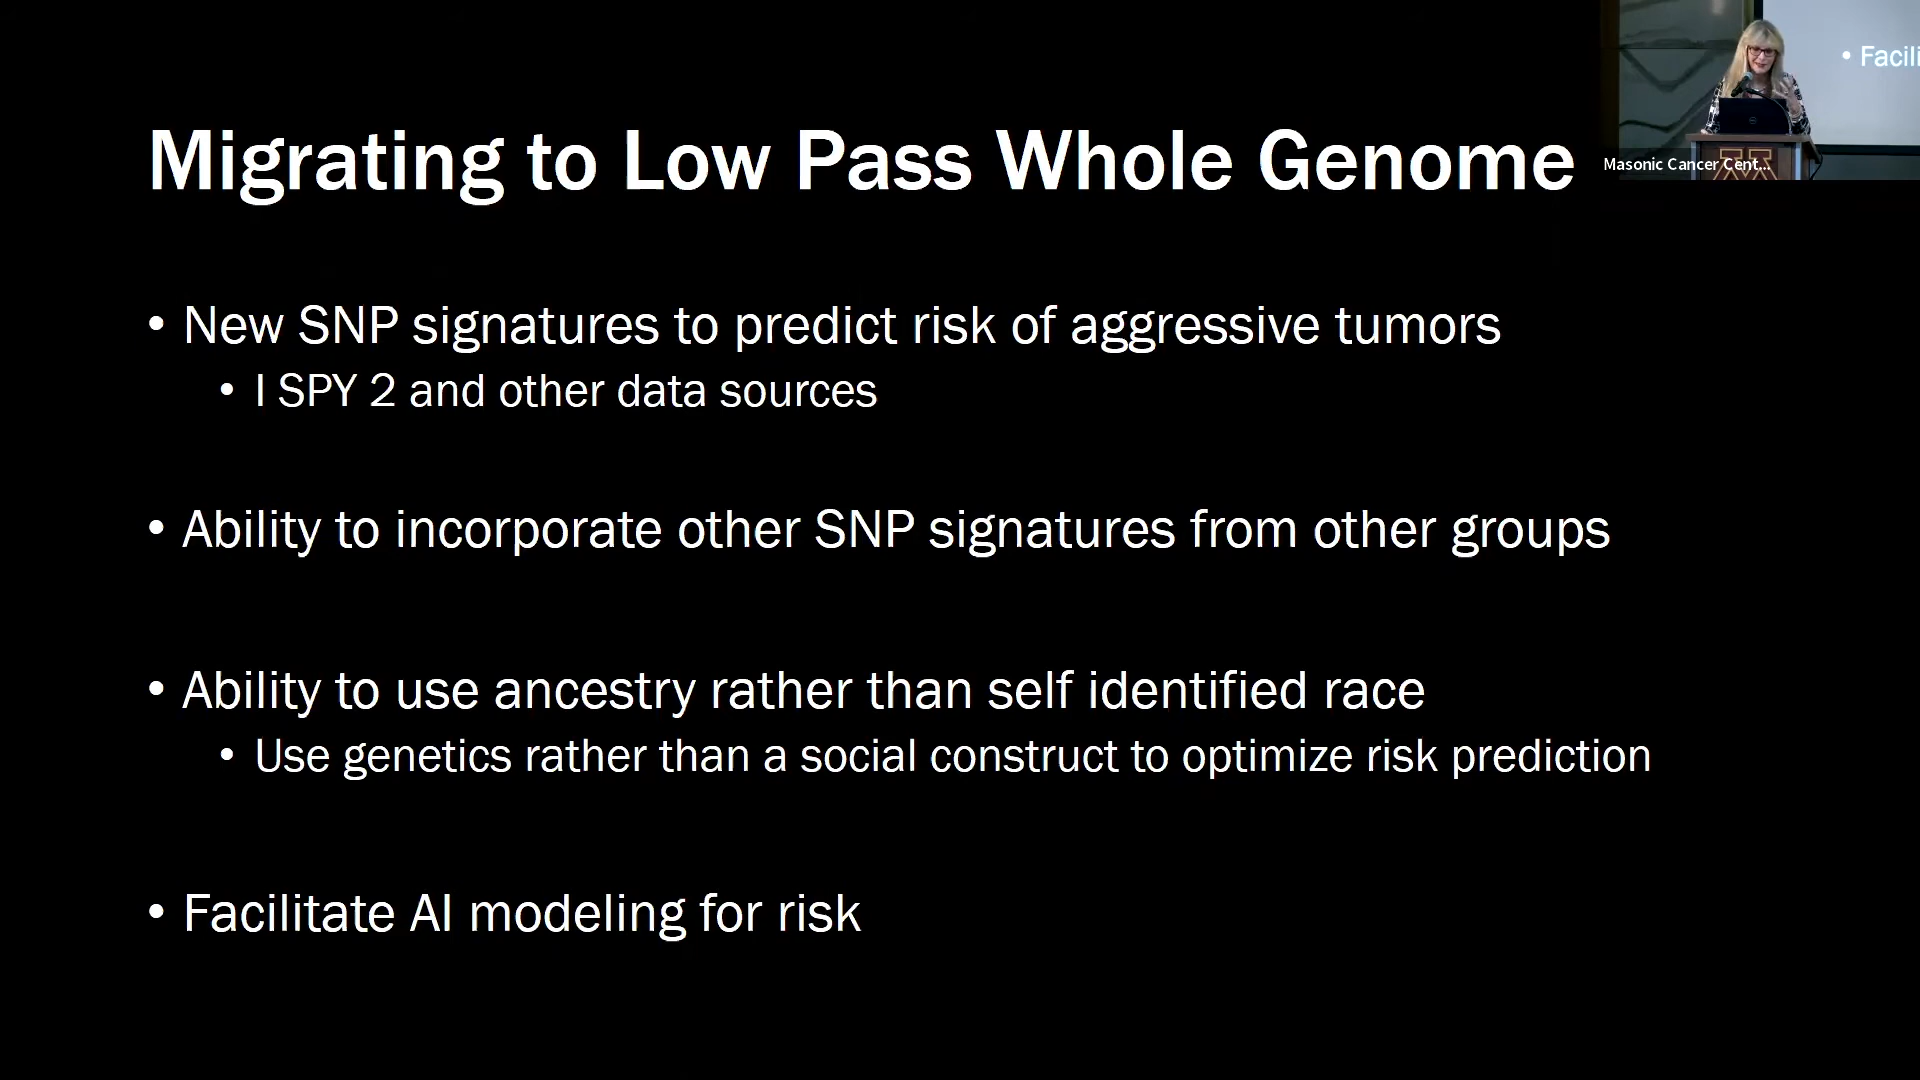 Migrating to Low Pass Whole Genome
• Facili
Masonic Cancer Cent...
• New SNP signatures to predict risk of aggressive tumors
• I SPY 2 and other data sources
• Ability to incorporate other SNP signatures from other groups
• Ability to use ancestry rather than self identified race
• Use genetics rather than a social construct to optimize risk prediction
• Facilitate AI modeling for risk